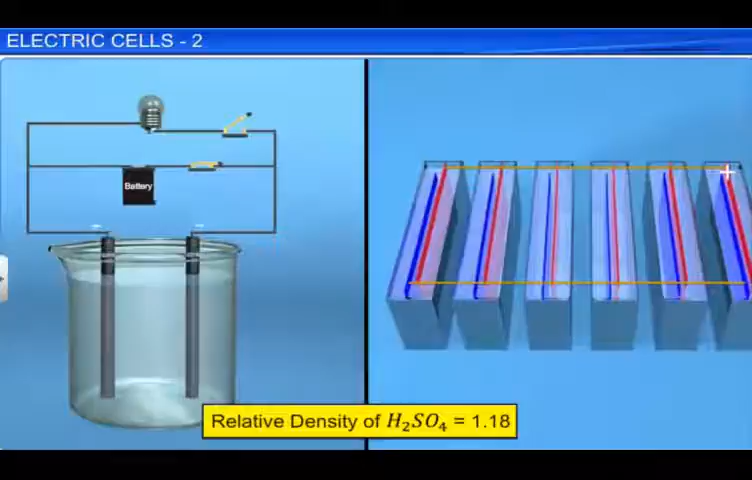 ELECTRIC CELLS - 2
Battery
Relative Density of H₂SO₄ = 1.18